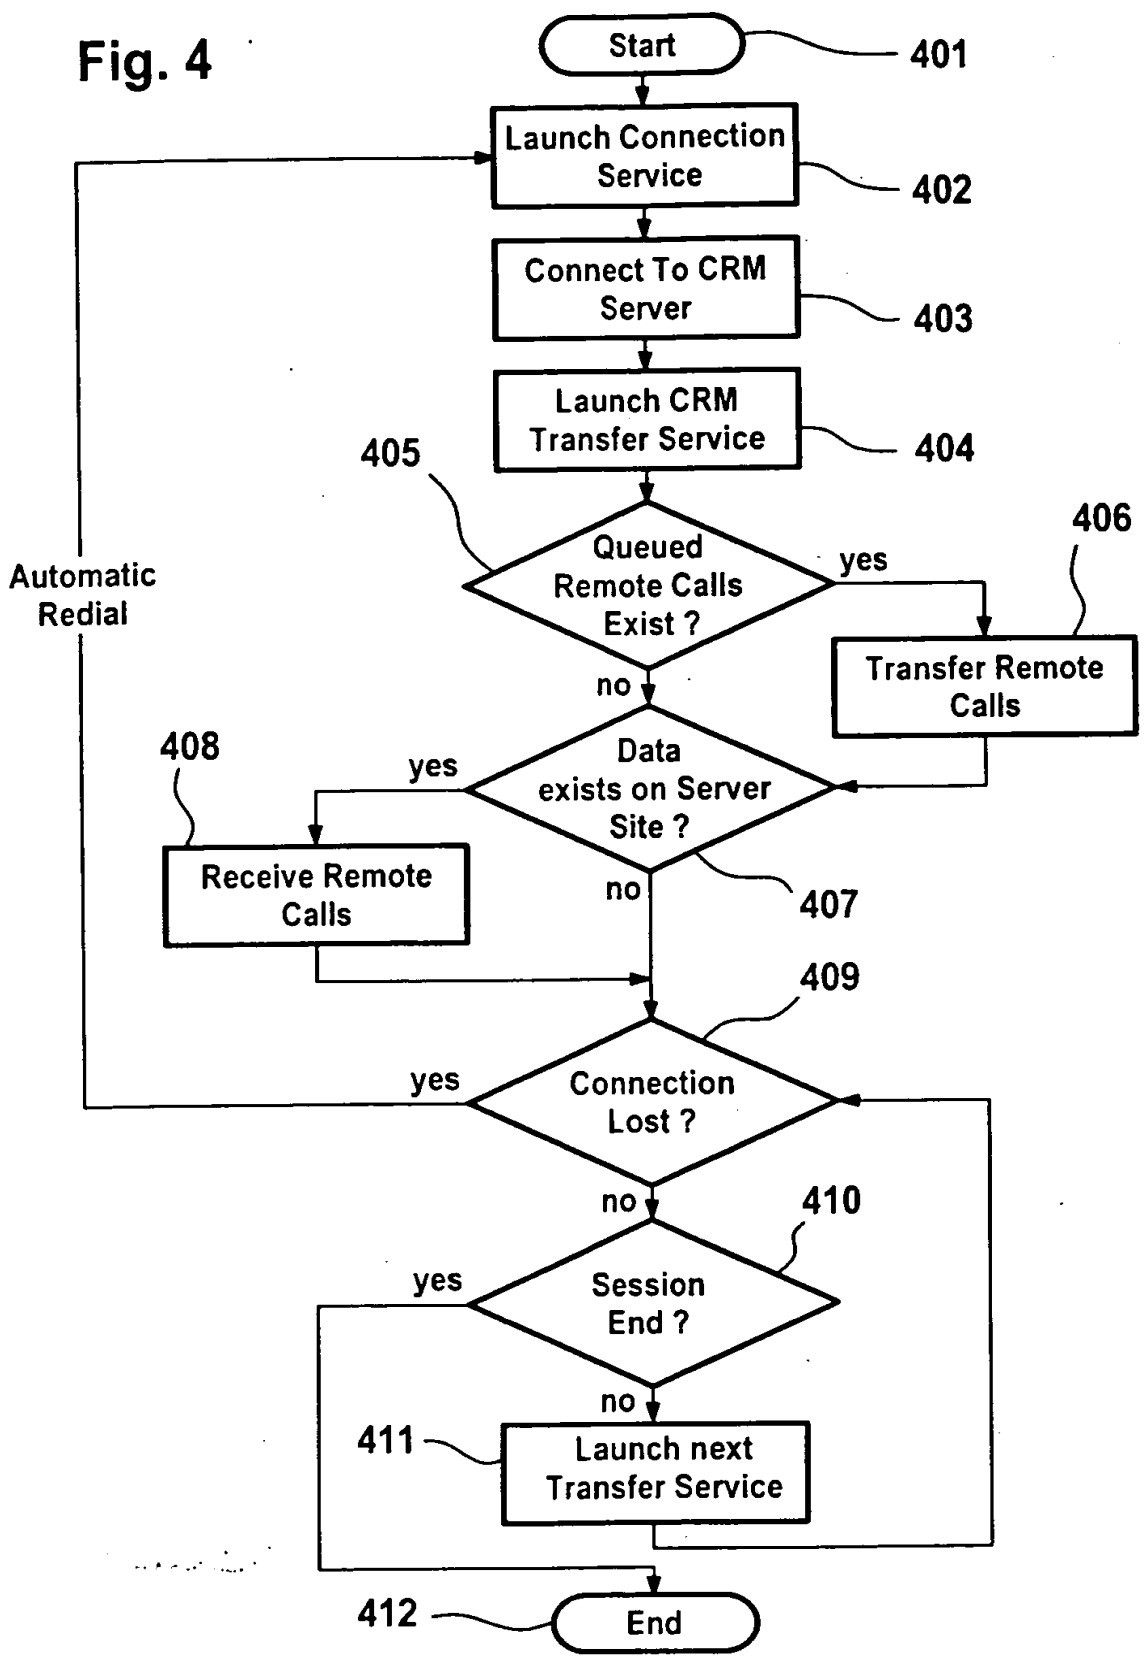 Fig. 4
Start
401
Launch Connection
Service
402
Connect To CRM
Server
403
Launch CRM
Transfer Service
404
405
Queued
Remote Calls
Exist ?
yes
406
Automatic
Redial
Transfer Remote
Calls
no
408
yes
Data
exists on Server
Site ?
Receive Remote
Calls
no
407
409
yes
Connection
Lost ?
no
410
yes
Session
End ?
no
411
Launch next
Transfer Service
412
End